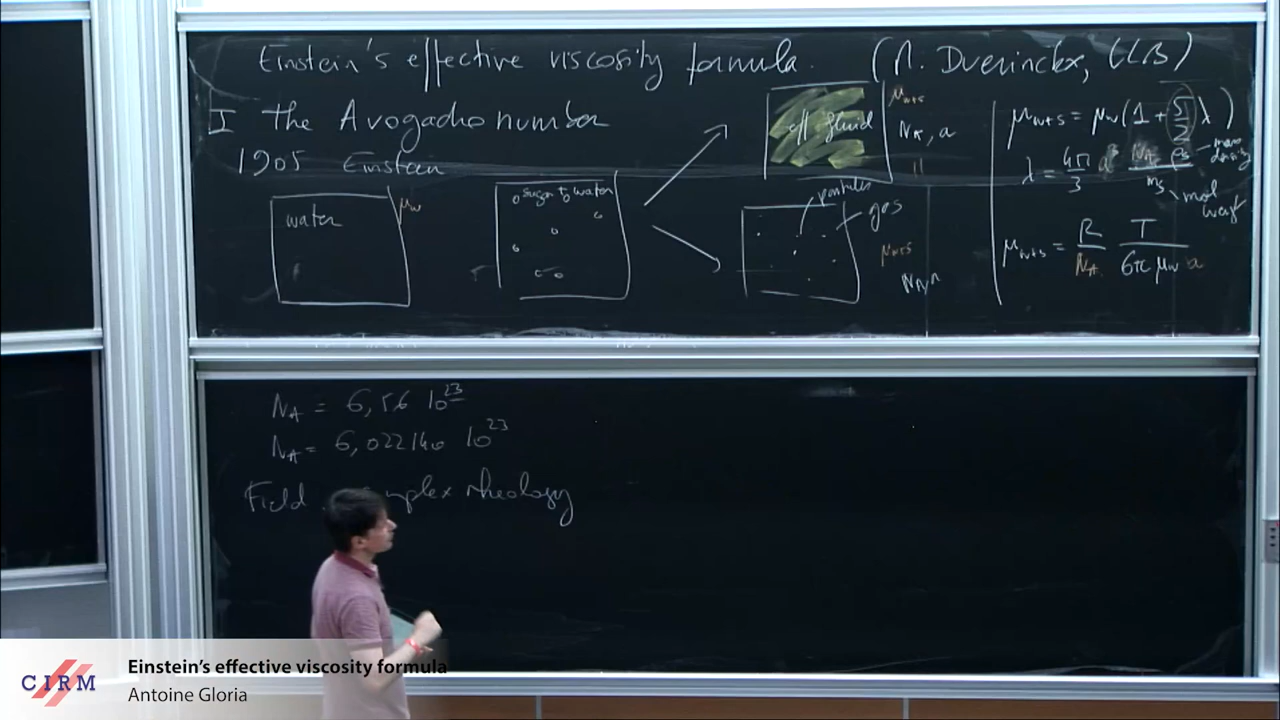 Einstein's effective viscosity formula. (M. Duerinckx, ULB)
I the Avogadro number
1905 Einstein
water
μw
sugar to water
eff fluid
μw+s
NA, a
particles
gas
μw+s
NA, a
μw+s = μw(1 + 5/2 λ)
λ = 4π/3 a³ NA ρs/ms
mass density
mol weight
μw+s = R/NA T/6π μw a
NA = 6,56 10²³
NA = 6,022140 10²³
Field complex rheology
CIRM
Einstein's effective viscosity formula
Antoine Gloria